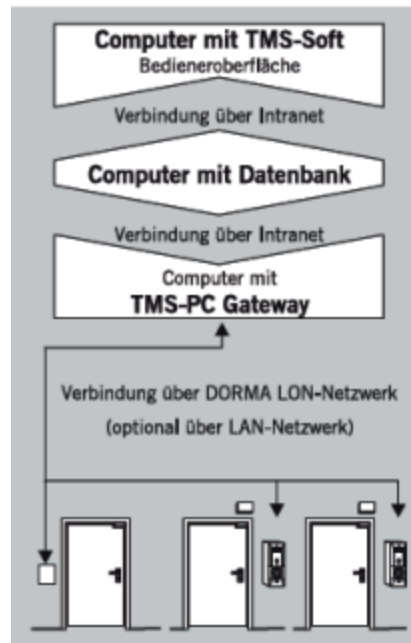 Computer mit TMS-Soft
Bedieneroberfläche
Verbindung über Intranet
Computer mit Datenbank
Verbindung über Intranet
Computer mit
TMS-PC Gateway
Verbindung über DORMA LON-Netzwerk
(optional über LAN-Netzwerk)